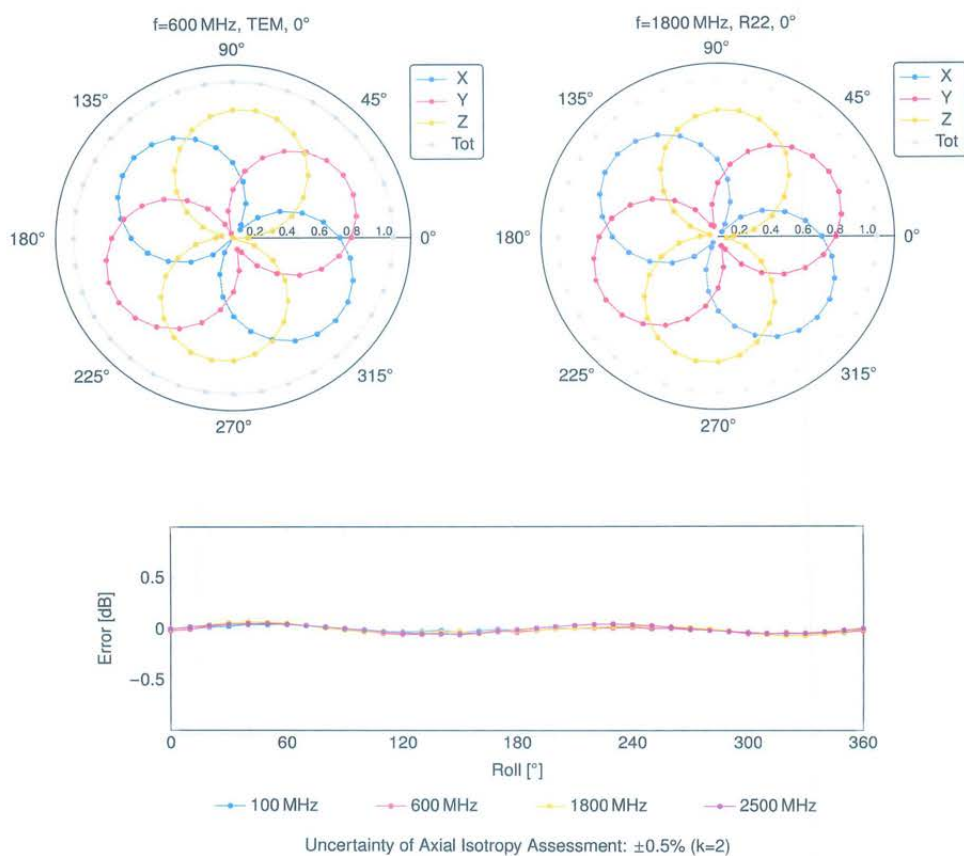 f=600 MHz, TEM, 0°
90°
135°
45°
X
Y
Z
Tot
180°
0.2 0.4 0.6 0.8 1.0
0°
225°
315°
270°
f=1800 MHz, R22, 0°
90°
135°
45°
X
Y
Z
Tot
180°
0.2 0.4 0.6 0.8 1.0
0°
225°
315°
270°
0.5
0
−0.5
Error [dB]
0 60 120 180 240 300 360
Roll [°]
100 MHz 600 MHz 1800 MHz 2500 MHz
Uncertainty of Axial Isotropy Assessment: ±0.5% (k=2)